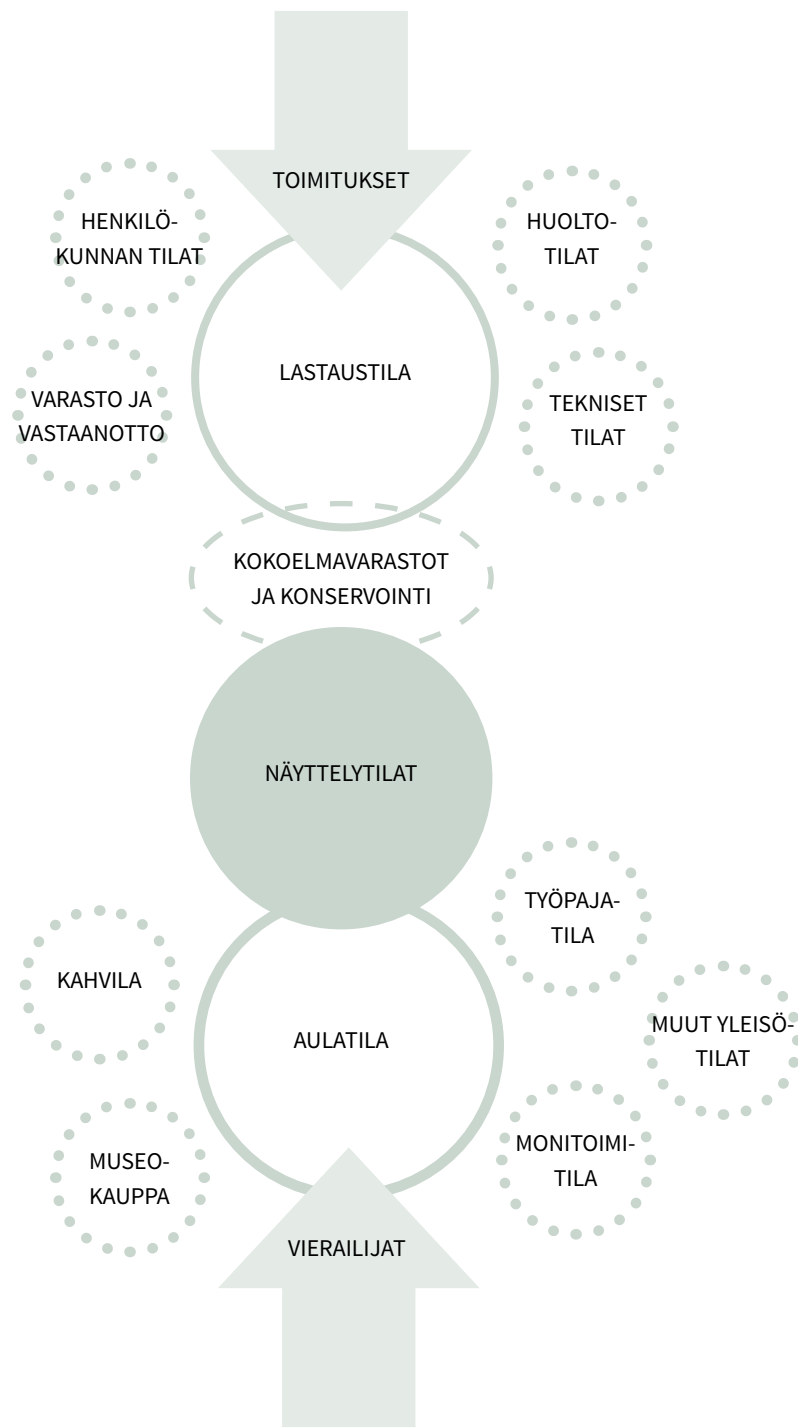 TOIMITUKSET
HENKILÖ-
KUNNAN TILAT
HUOLTO-
TILAT
LASTAUSTILA
VARASTO JA
VASTAANOTTO
TEKNISET
TILAT
KOKOELMAVARASTOT
JA KONSERVOINTI
NÄYTTELYTILAT
TYÖPAJA-
TILA
KAHVILA
AULATILA
MUUT YLEISÖ-
TILAT
MUSEO-
KAUPPA
MONITOIMI-
TILA
VIERAILIJAT